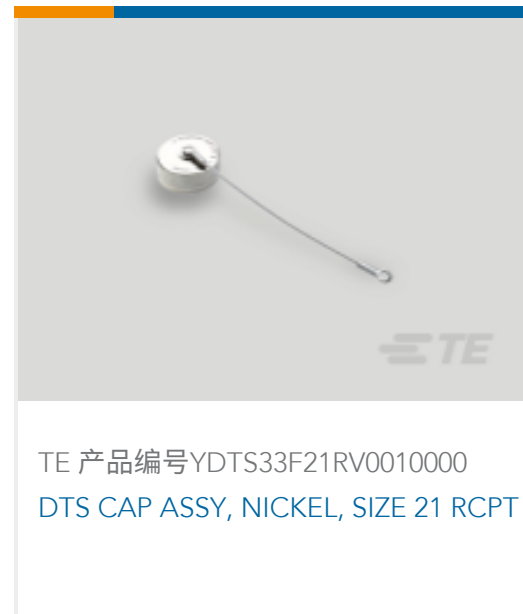 TE
TE 产品编号YDTS33F21RV0010000
DTS CAP ASSY, NICKEL, SIZE 21 RCPT